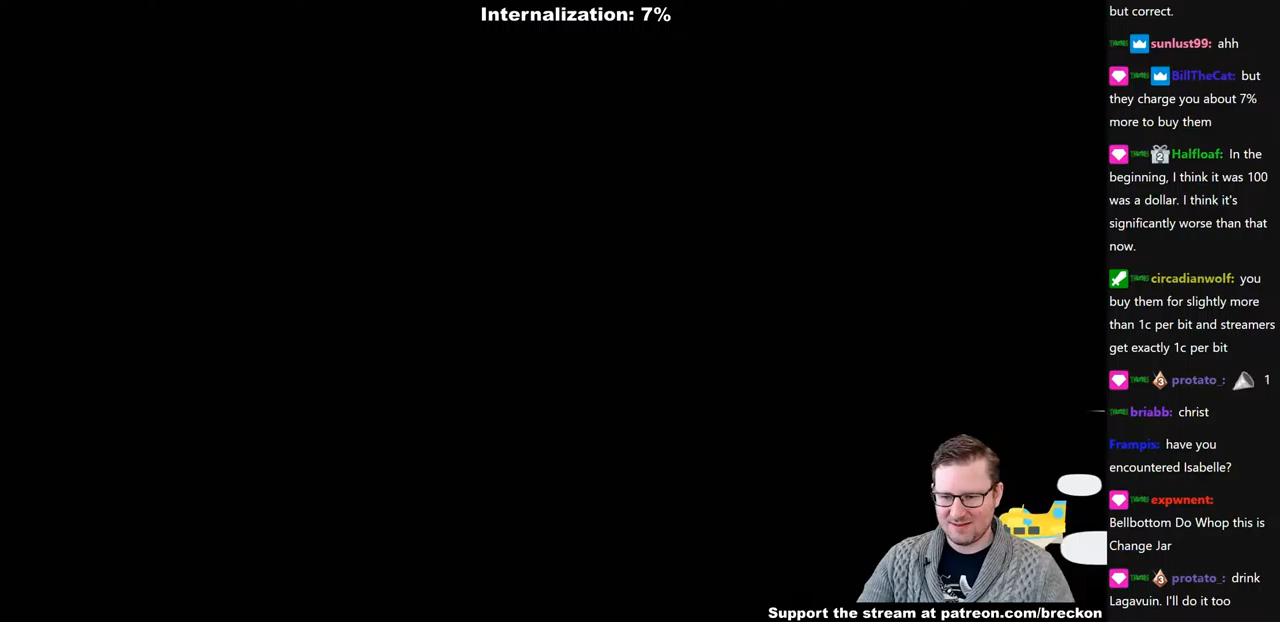 Internalization: 7%
but correct.
sunlust99: ahh
BillTheCat: but
they charge you about 7%
more to buy them
Halfloaf: In the
beginning, I think it was 100
was a dollar. I think it's
significantly worse than that
now.
circadianwolf: you
buy them for slightly more
than 1c per bit and streamers
get exactly 1c per bit
protato_: 1
briabb: christ
Frampis: have you
encountered Isabelle?
expwnent:
Bellbottom Do Whop this is
Change Jar
protato_: drink
Lagavuin. I'll do it too
Support the stream at patreon.com/breckon